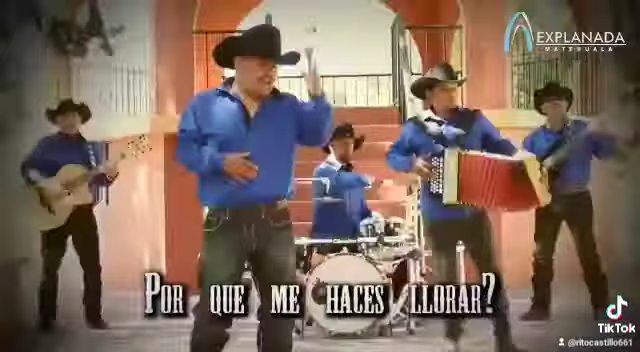 EXPLANADA
MATEHUALA
POR QUE ME HACES LLORAR?
TikTok
@ritocastillo661